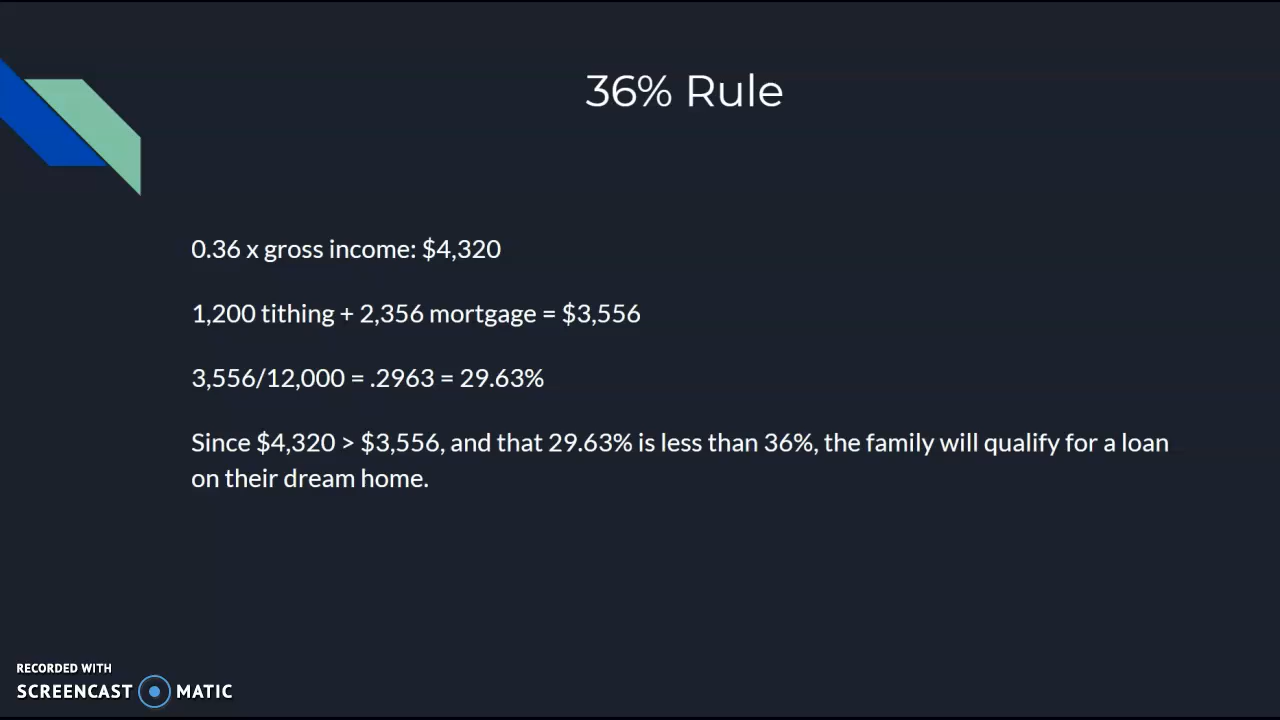 36% Rule
0.36 x gross income: $4,320
1,200 tithing + 2,356 mortgage = $3,556
3,556/12,000 = .2963 = 29.63%
Since $4,320 > $3,556, and that 29.63% is less than 36%, the family will qualify for a loan
on their dream home.
RECORDED WITH
SCREENCAST MATIC